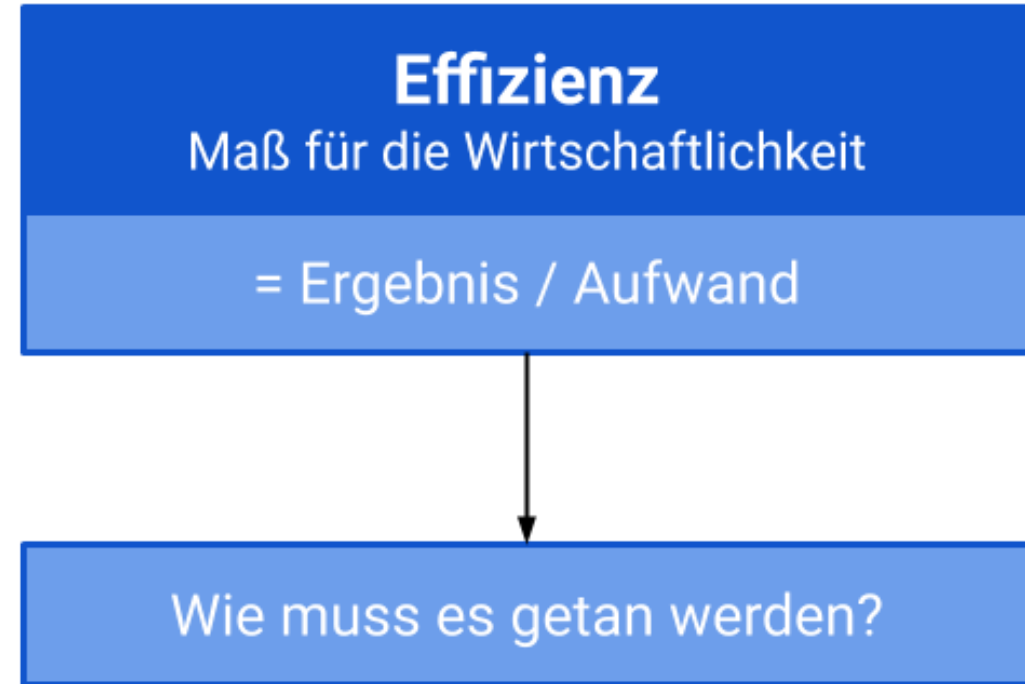 Effizienz
Maß für die Wirtschaftlichkeit
= Ergebnis / Aufwand
Wie muss es getan werden?